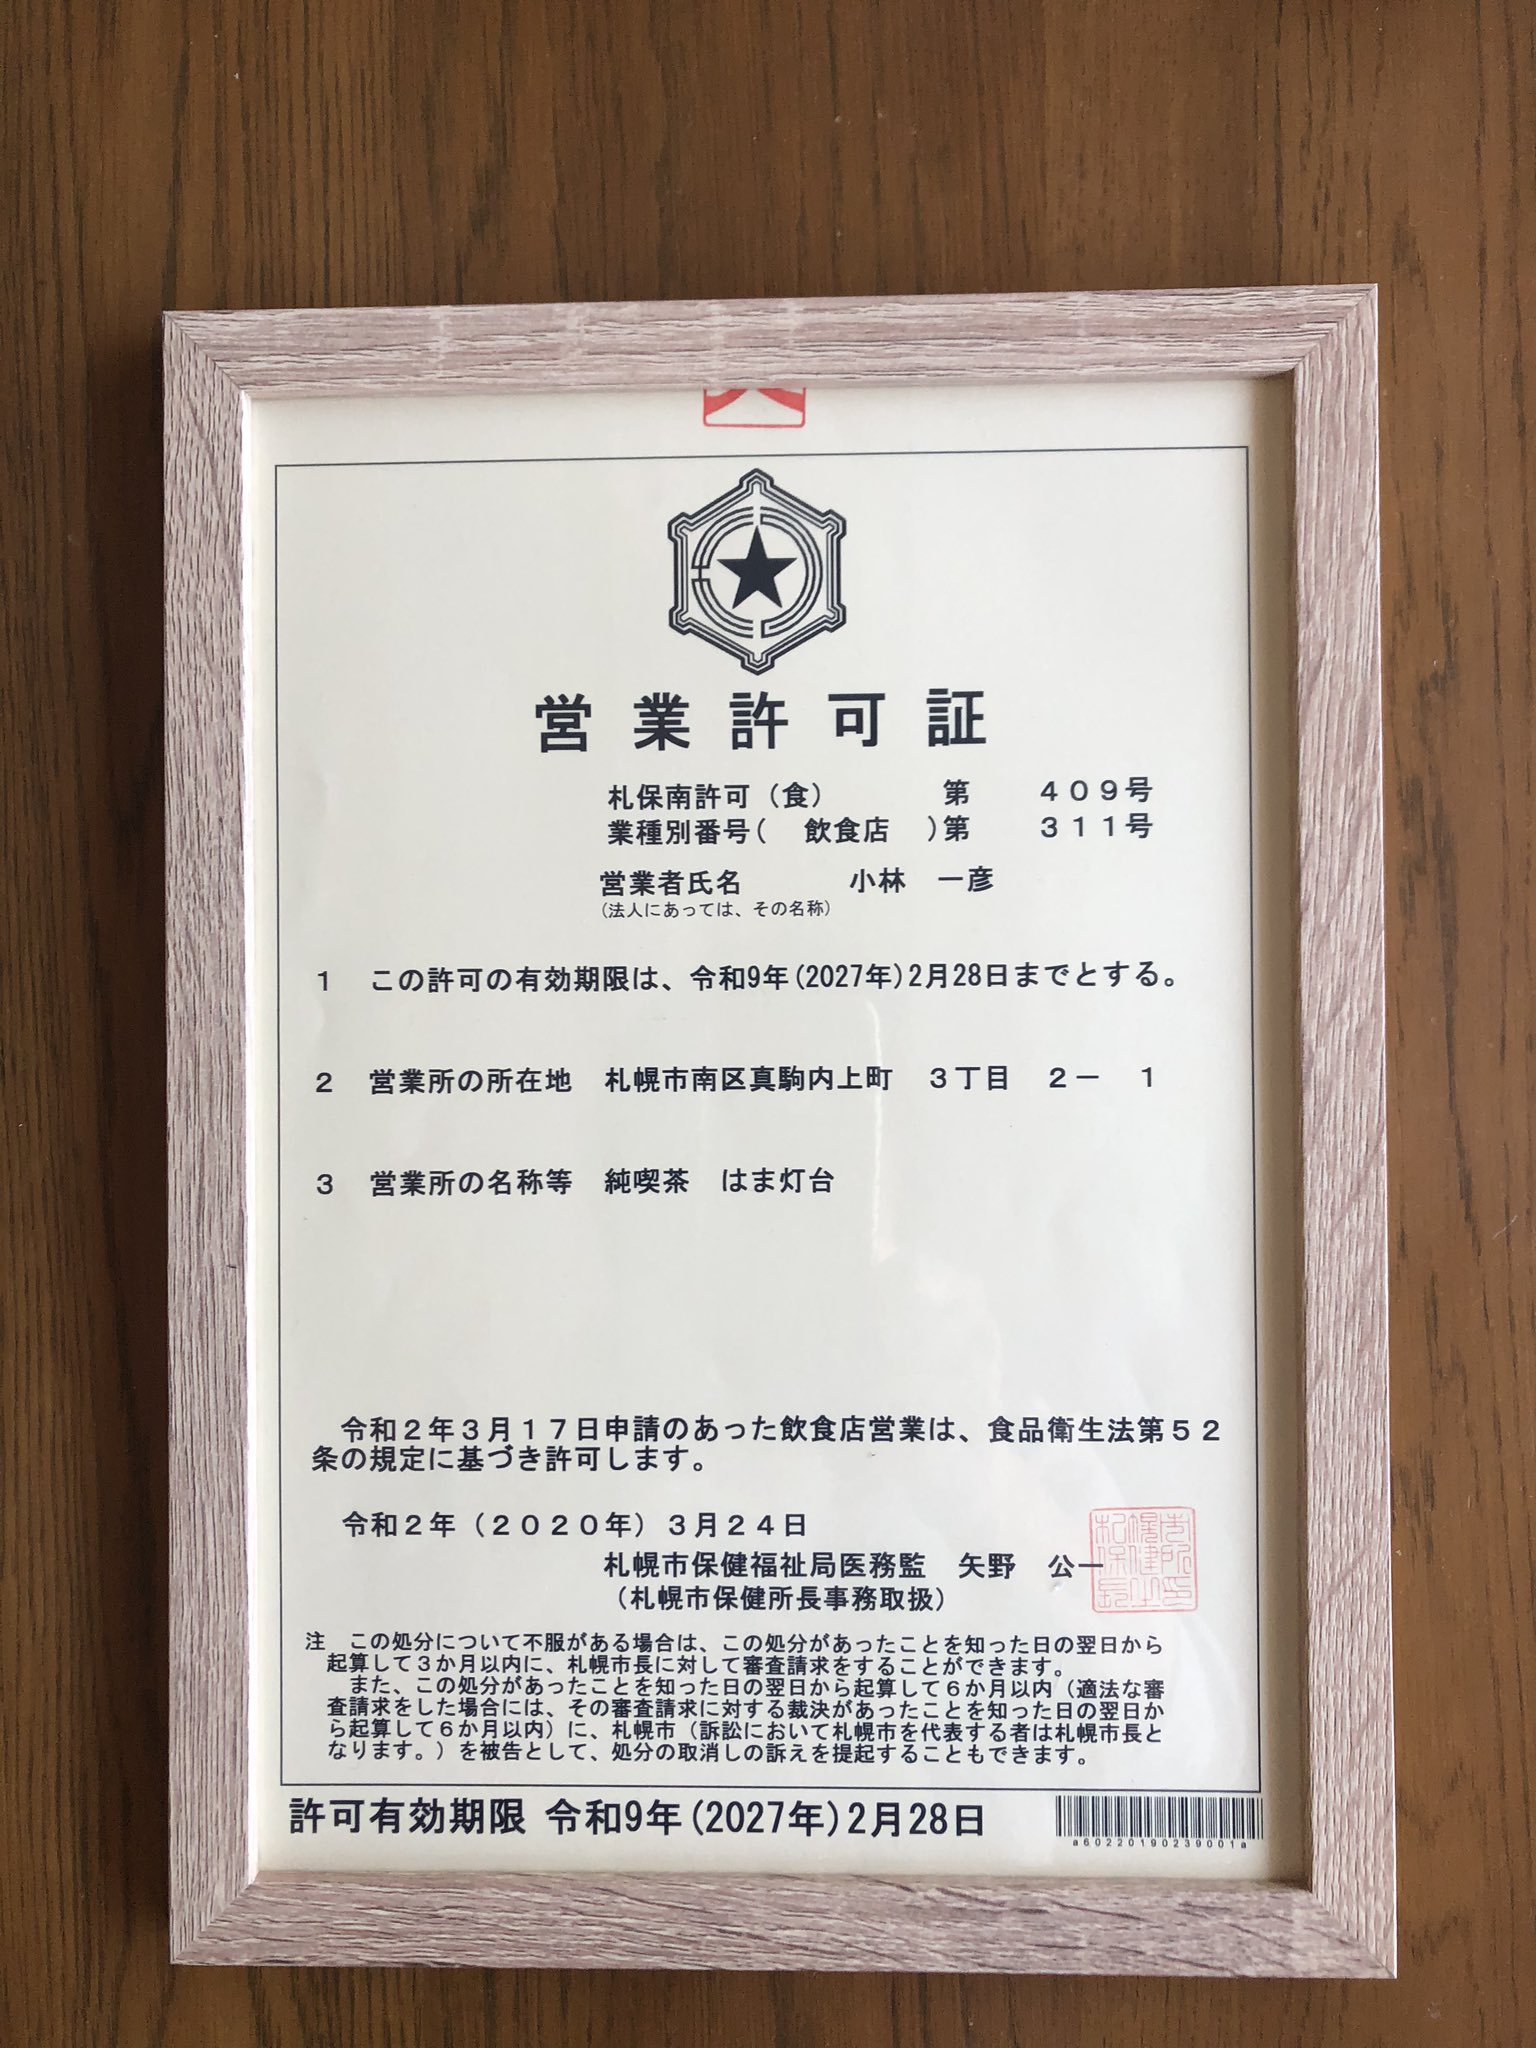 営業許可証
札保南許可（食）　第　４０９号
業種別番号(　飲食店　)第　３１１号
営業者氏名　小林　一彦
(法人にあっては、その名称)
１　この許可の有効期限は、令和9年(2027年)2月28日までとする。
２　営業所の所在地　札幌市南区真駒内上町　３丁目　２－　１
３　営業所の名称等　純喫茶　はま灯台
令和２年３月１７日申請のあった飲食店営業は、食品衛生法第５２
条の規定に基づき許可します。
令和２年（２０２０年）３月２４日
札幌市保健福祉局医務監　矢野　公一
（札幌市保健所長事務取扱）
札幌市保健所長之印
注　この処分について不服がある場合は、この処分があったことを知った日の翌日から
起算して３か月以内に、札幌市長に対して審査請求をすることができます。
また、この処分があったことを知った日の翌日から起算して６か月以内（適法な審
査請求をした場合には、その審査請求に対する裁決があったことを知った日の翌日か
ら起算して６か月以内）に、札幌市（訴訟において札幌市を代表する者は札幌市長と
なります。）を被告として、処分の取消しの訴えを提起することもできます。
許可有効期限 令和9年(2027年)2月28日
a602201902390001a